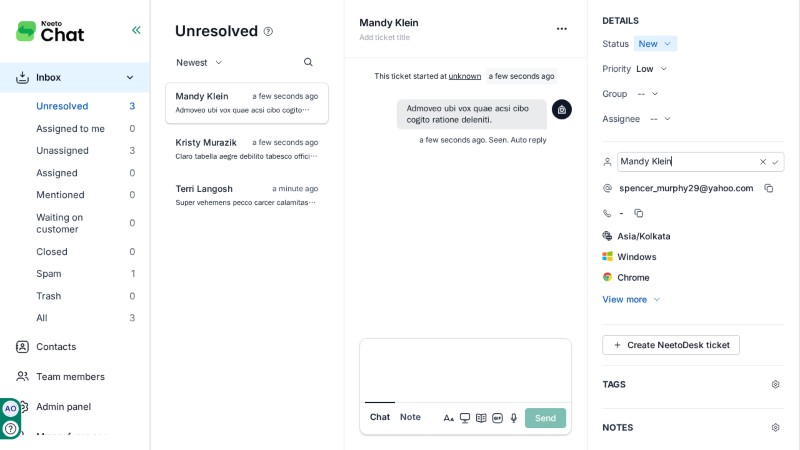 Neeto
Chat
Inbox
Unresolved 3
Assigned to me 0
Unassigned 3
Assigned 0
Mentioned 0
Waiting on
customer 0
Closed 0
Spam 1
Trash 0
All 3
Contacts
Team members
Admin panel
AO
Unresolved
Newest
Mandy Klein a few seconds ago
Admoveo ubi vox quae acsi cibo cogito···
Kristy Murazik a few seconds ago
Claro tabella aegre debilito tabesco offici···
Terri Langosh a minute ago
Super vehemens pecco carcer calamitas···
Mandy Klein
Add ticket title
This ticket started at unknown a few seconds ago
Admoveo ubi vox quae acsi cibo
cogito ratione deleniti.
a few seconds ago. Seen. Auto reply
Chat Note
GIF
Send
DETAILS
Status New
Priority Low
Group --
Assignee --
Mandy Klein
spencer_murphy29@yahoo.com
-
Asia/Kolkata
Windows
Chrome
View more
+ Create NeetoDesk ticket
TAGS
NOTES